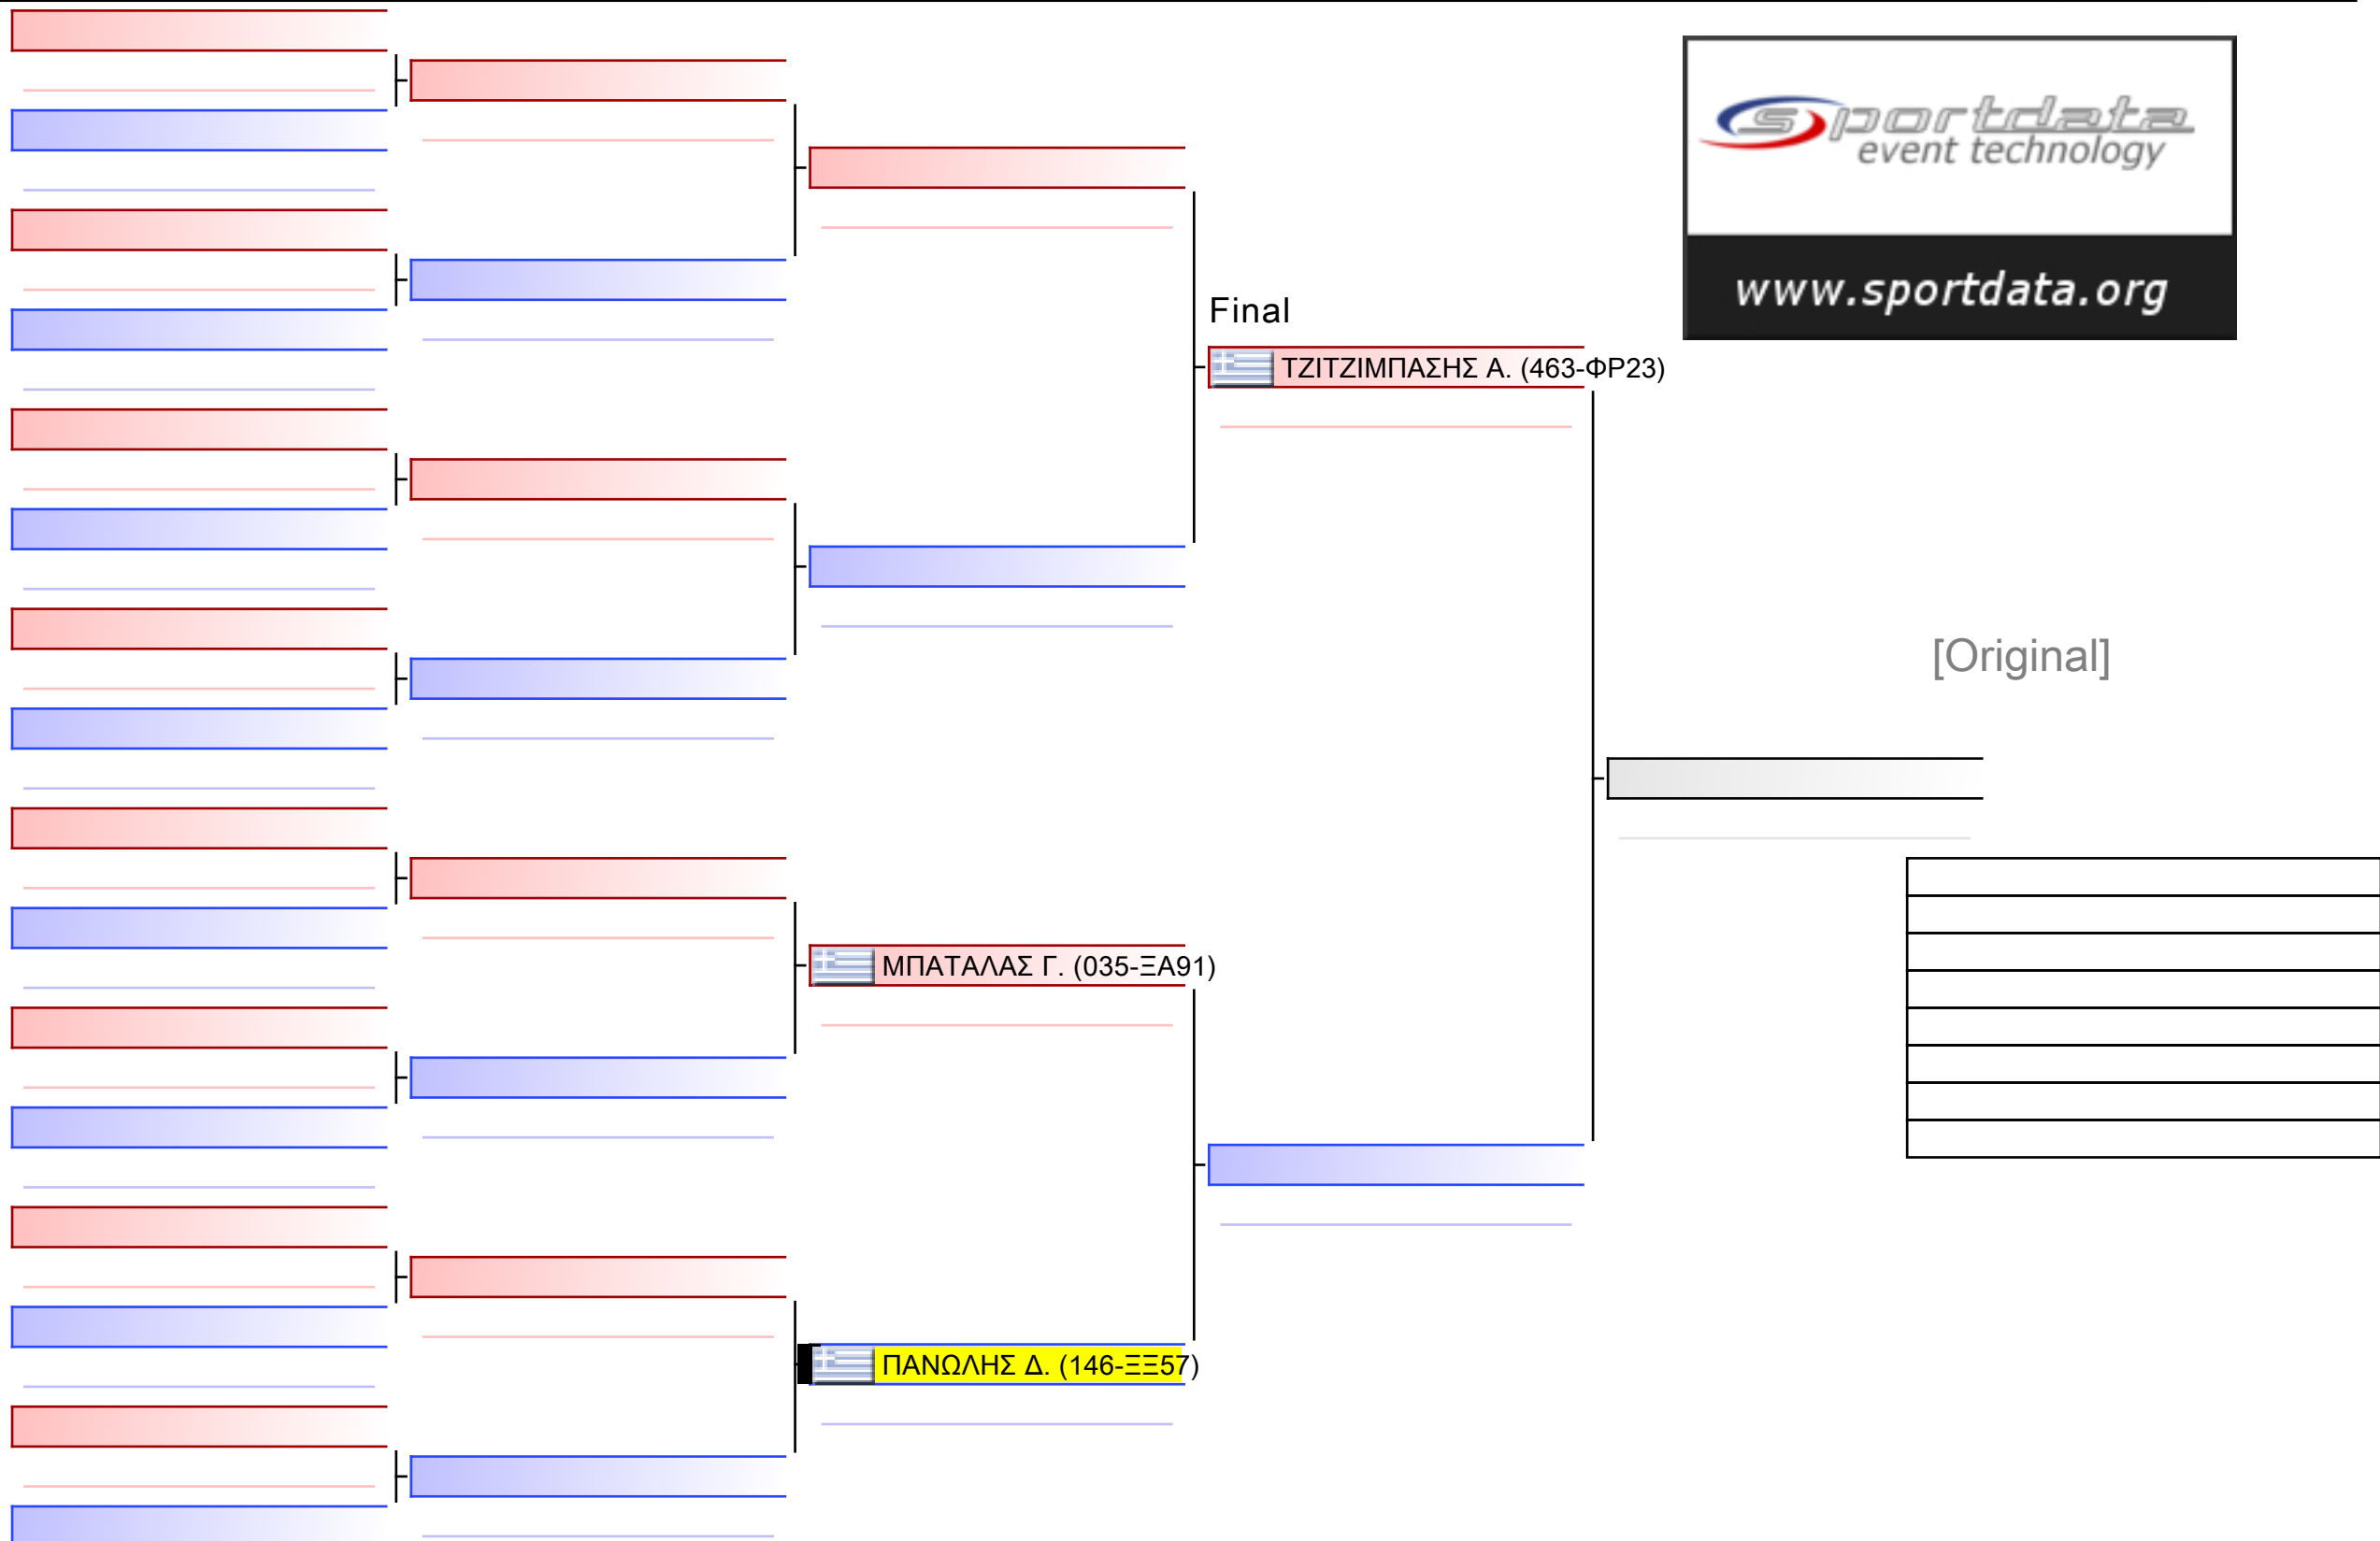 sportdata
event technology
www.sportdata.org
Final
ΤΖΙΤΖΙΜΠΑΣΗΣ Α. (463-ΦΡ23)
[Original]
ΜΠΑΤΑΛΑΣ Γ. (035-ΞΑ91)
ΠΑΝΩΛΗΣ Δ. (146-ΞΞ57)